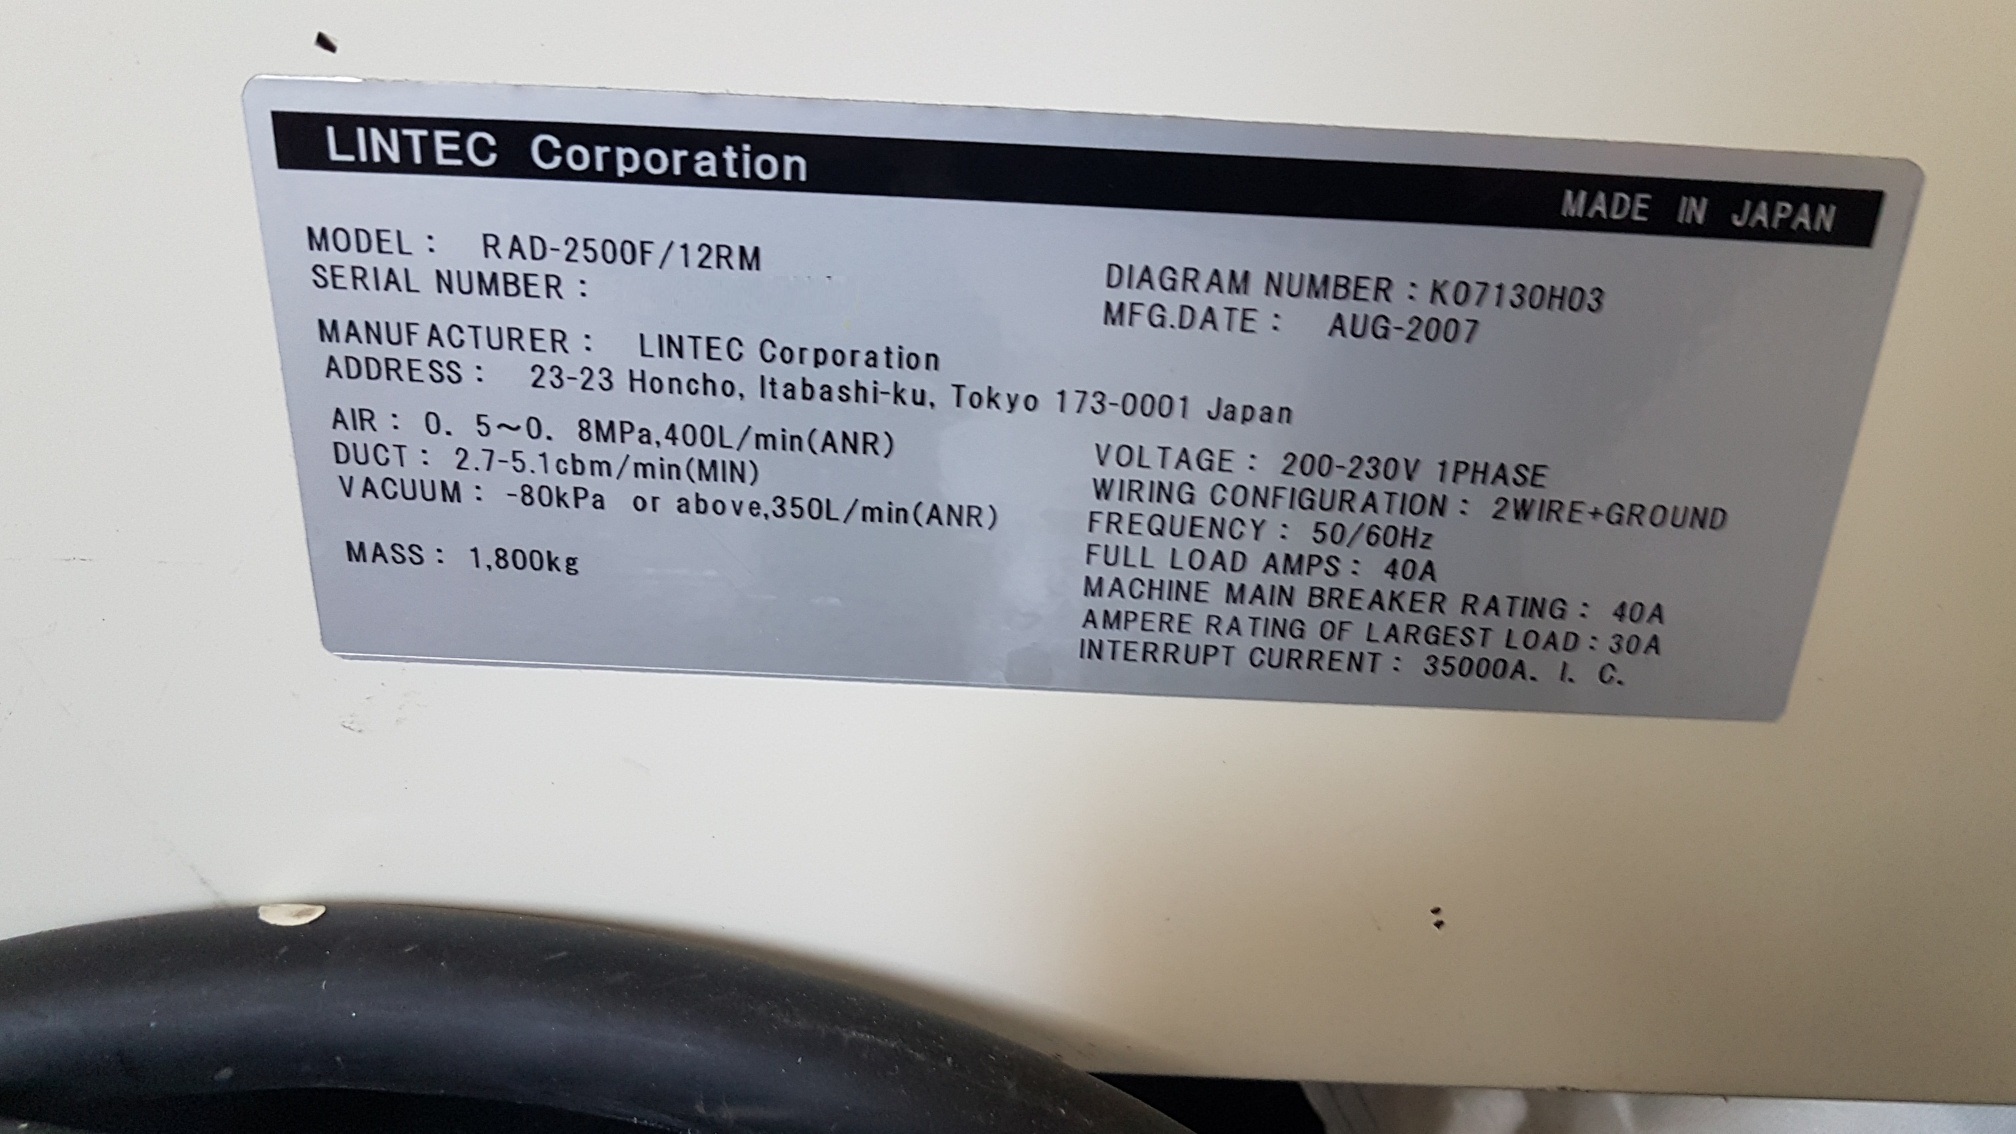 LINTEC Corporation
MADE IN JAPAN
MODEL : RAD-2500F/12RM
SERIAL NUMBER :
DIAGRAM NUMBER : K07130H03
MFG.DATE : AUG-2007
MANUFACTURER : LINTEC Corporation
ADDRESS : 23-23 Honcho, Itabashi-ku, Tokyo 173-0001 Japan
AIR : 0. 5~0. 8MPa,400L/min(ANR)
DUCT : 2.7-5.1cbm/min(MIN)
VACUUM : -80kPa or above,350L/min(ANR)
MASS : 1,800kg
VOLTAGE : 200-230V 1PHASE
WIRING CONFIGURATION : 2WIRE+GROUND
FREQUENCY : 50/60Hz
FULL LOAD AMPS : 40A
MACHINE MAIN BREAKER RATING : 40A
AMPERE RATING OF LARGEST LOAD : 30A
INTERRUPT CURRENT : 35000A. I. C.